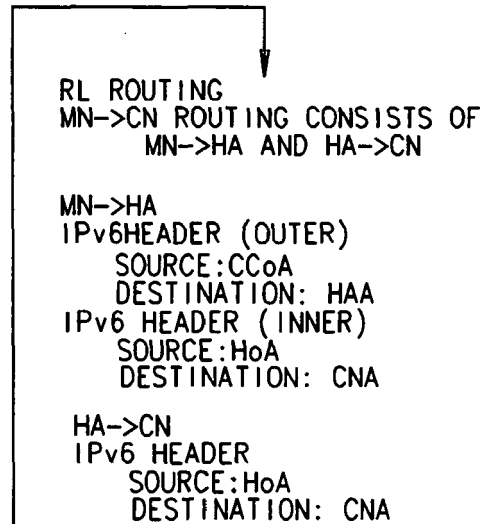 RL ROUTING
MN->CN ROUTING CONSISTS OF
MN->HA AND HA->CN
MN->HA
IPv6HEADER (OUTER)
SOURCE:CCoA
DESTINATION: HAA
IPv6 HEADER (INNER)
SOURCE:HoA
DESTINATION: CNA
HA->CN
IPv6 HEADER
SOURCE:HoA
DESTINATION: CNA